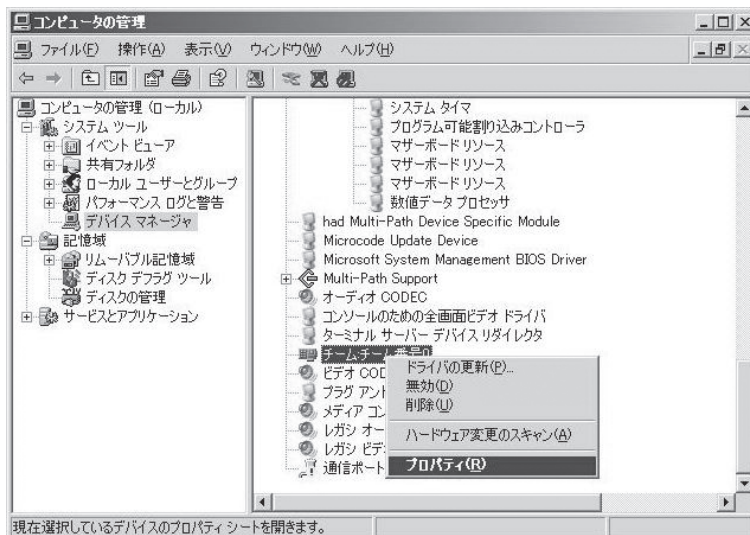 コンピュータの管理
ファイル(F) 操作(A) 表示(V) ウィンドウ(W) ヘルプ(H)
コンピュータの管理 (ローカル)
システム ツール
イベント ビューア
共有フォルダ
ローカル ユーザーとグループ
パフォーマンス ログと警告
デバイス マネージャ
記憶域
リムーバブル記憶域
ディスク デフラグ ツール
ディスクの管理
サービスとアプリケーション
システム タイマ
プログラム可能割り込みコントローラ
マザーボード リソース
マザーボード リソース
マザーボード リソース
数値データ プロセッサ
had Multi-Path Device Specific Module
Microcode Update Device
Microsoft System Management BIOS Driver
Multi-Path Support
オーディオ CODEC
コンソールのための全画面ビデオ ドライバ
ターミナル サーバー デバイス リダイレクタ
チーム:チーム番号0
ビデオ COD
プラグ アント
メディア コン
レガシ オー
レガシ ビデ
通信ポート
ドライバの更新(P)...
無効(D)
削除(U)
ハードウェア変更のスキャン(A)
プロパティ(R)
現在選択しているデバイスのプロパティ シートを開きます。